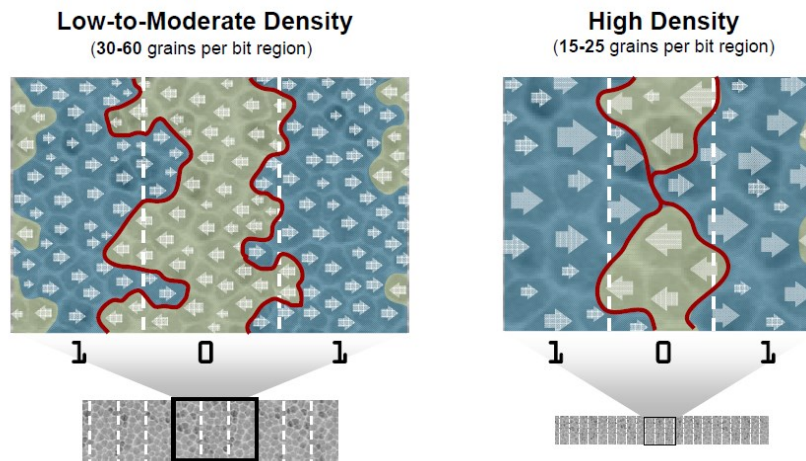 Low-to-Moderate Density
(30-60 grains per bit region)
1 0 1
High Density
(15-25 grains per bit region)
1 0 1